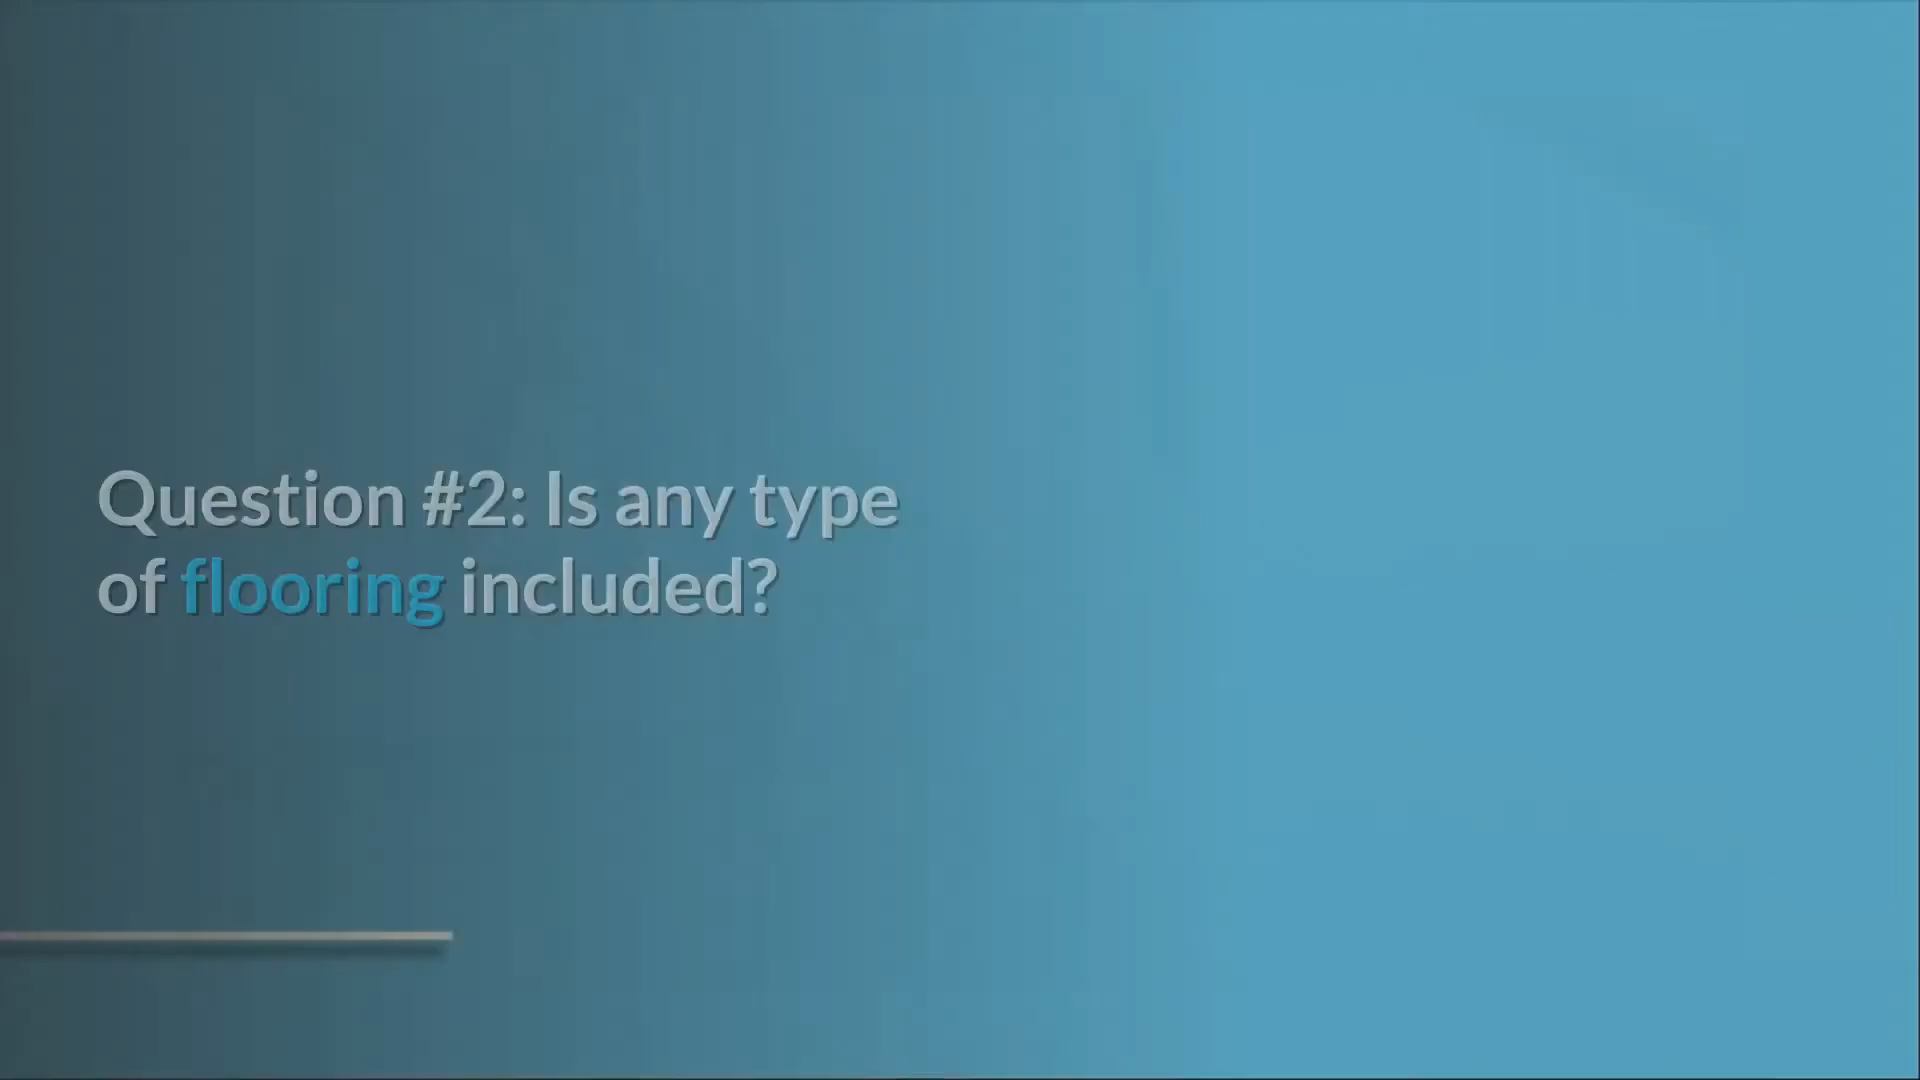 Question #2: Is any type
of flooring included?